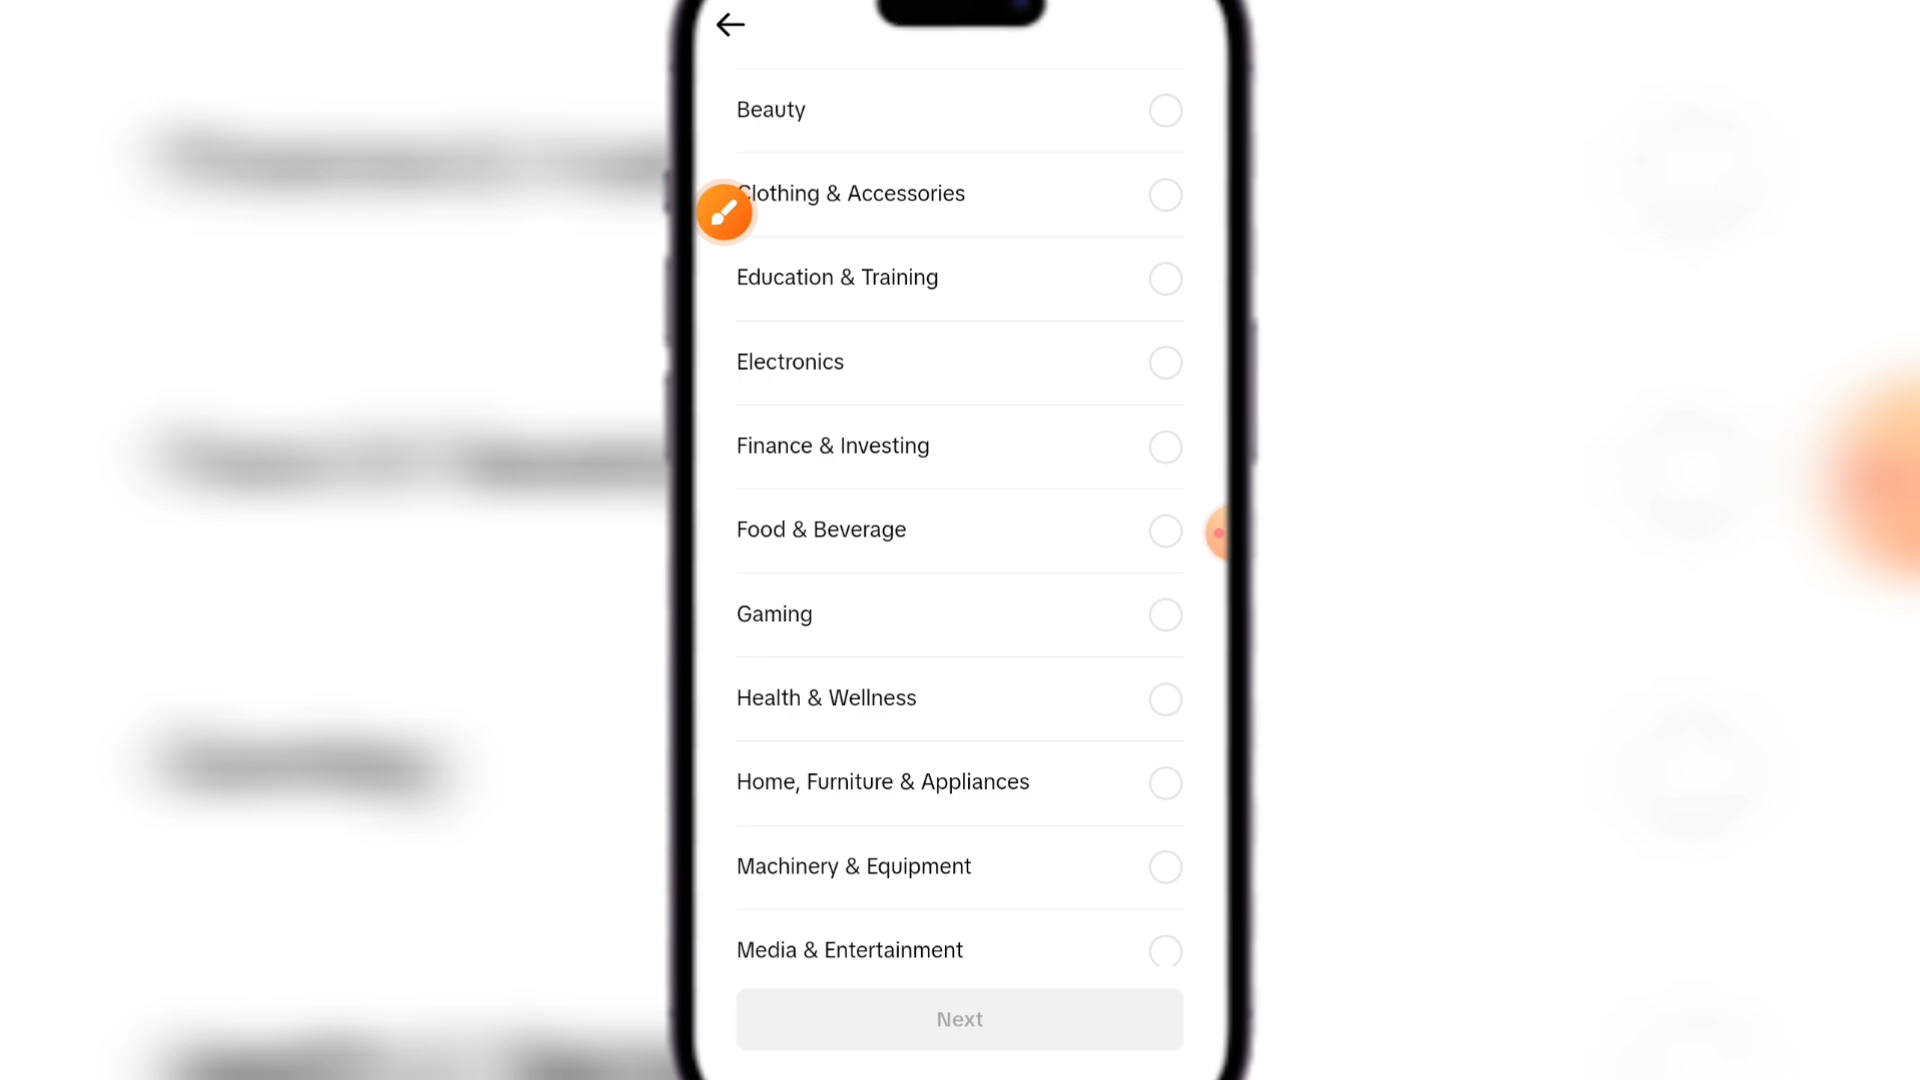 Beauty
Clothing & Accessories
Education & Training
Electronics
Finance & Investing
Food & Beverage
Gaming
Health & Wellness
Home, Furniture & Appliances
Machinery & Equipment
Media & Entertainment
Next